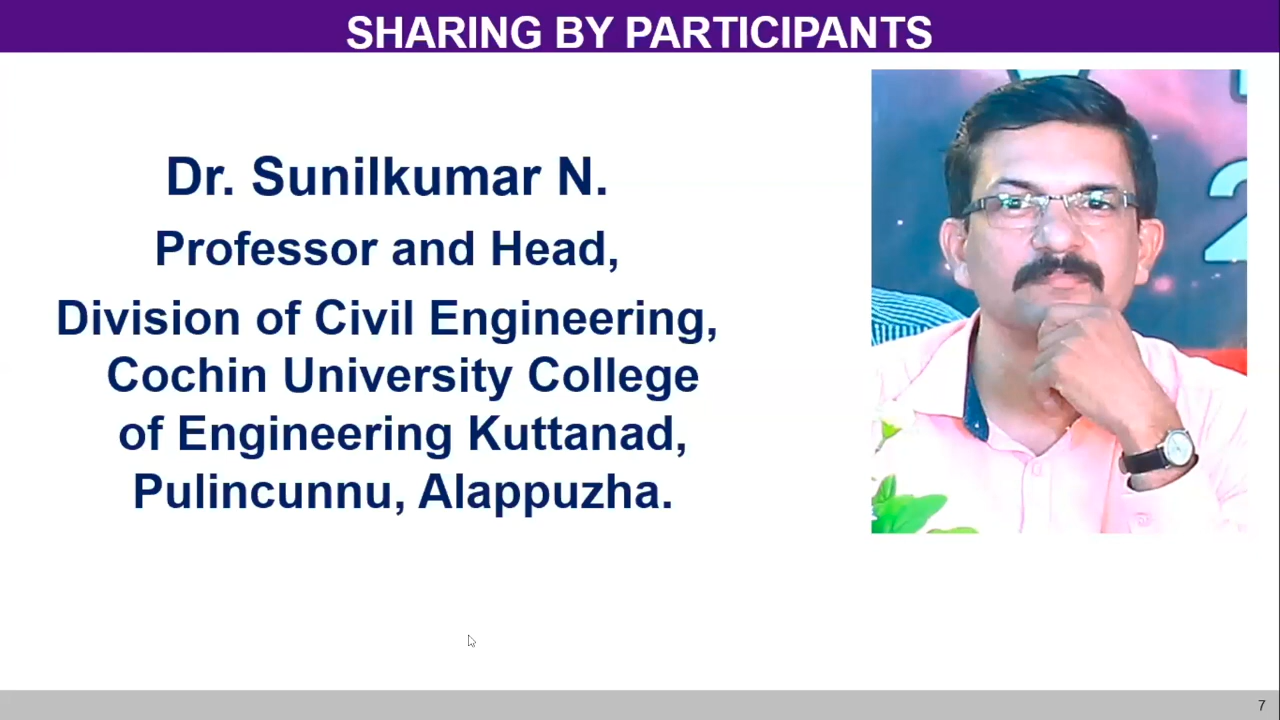 SHARING BY PARTICIPANTS
Dr. Sunilkumar N.
Professor and Head,
Division of Civil Engineering,
Cochin University College
of Engineering Kuttanad,
Pulincunnu, Alappuzha.
2
7